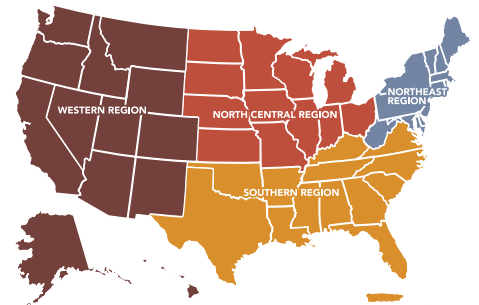 NORTHEAST
REGION
WESTERN REGION
NORTH CENTRAL REGION
SOUTHERN REGION